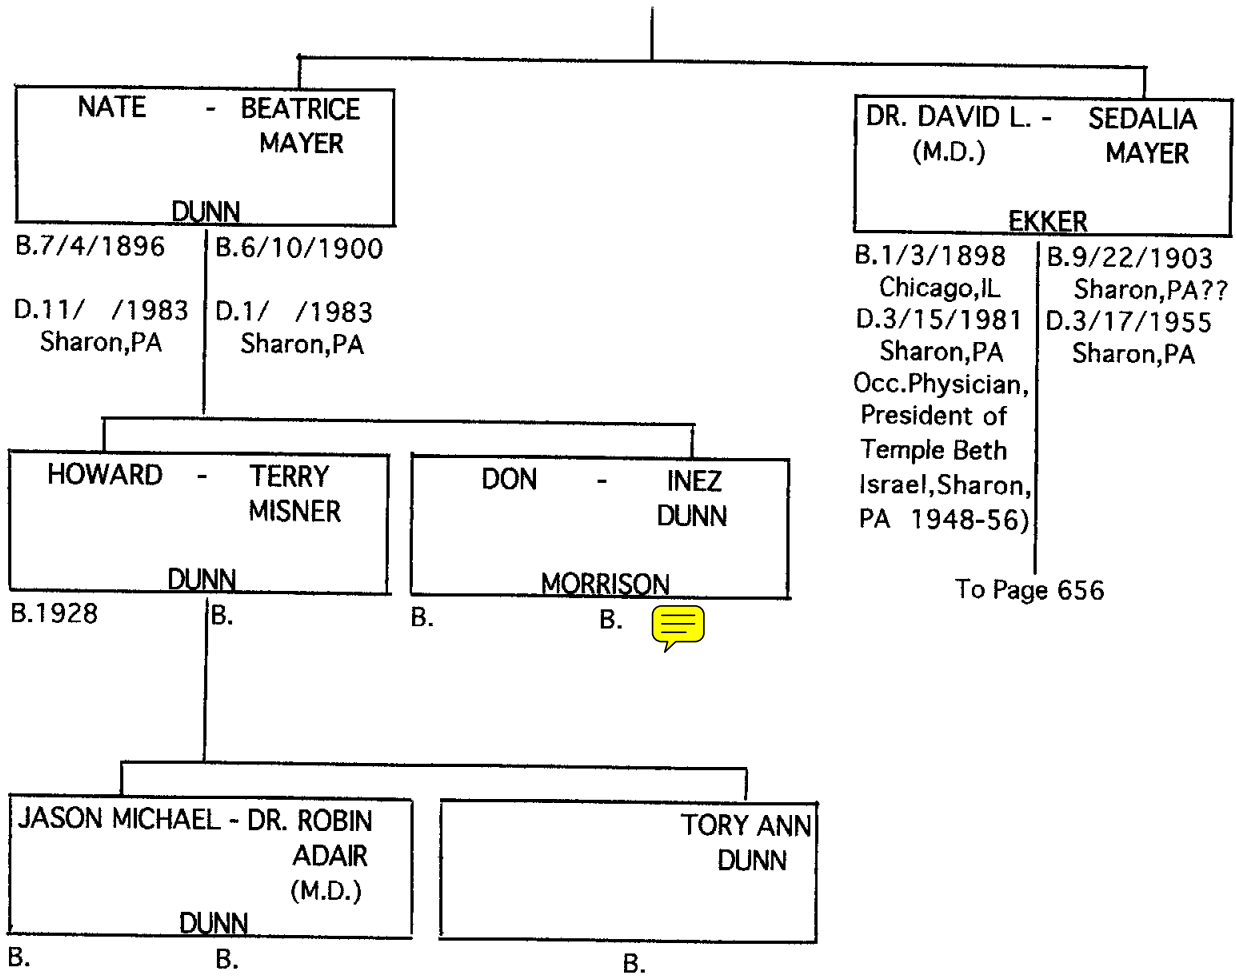 NATE - BEATRICE
MAYER
DUNN
B.7/4/1896 B.6/10/1900
D.11/ /1983 D.1/ /1983
Sharon,PA Sharon,PA
DR. DAVID L. - SEDALIA
(M.D.) MAYER
EKKER
B.1/3/1898 B.9/22/1903
Chicago,IL Sharon,PA??
D.3/15/1981 D.3/17/1955
Sharon,PA Sharon,PA
Occ.Physician,
President of
Temple Beth
Israel,Sharon,
PA 1948-56)
To Page 656
HOWARD - TERRY
MISNER
DUNN
B.1928 B.
DON - INEZ
DUNN
MORRISON
B. B.
JASON MICHAEL - DR. ROBIN
ADAIR
(M.D.)
DUNN
B. B.
TORY ANN
DUNN
B.